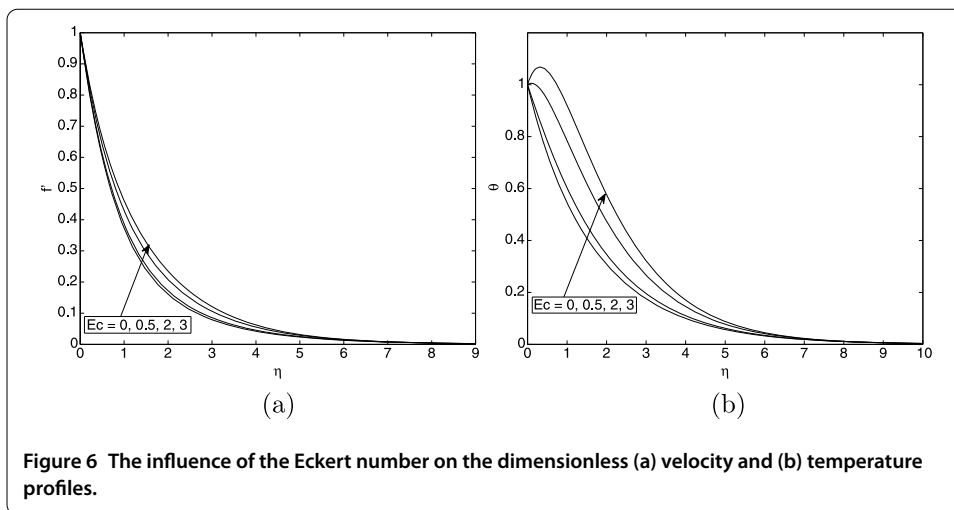 1
0.9
0.8
0.7
0.6
0.5
0.4
0.3
0.2
0.1
0
f'
Ec = 0, 0.5, 2, 3
0 1 2 3 4 5 6 7 8 9
η
(a)
1
0.8
0.6
0.4
0.2
0
θ
Ec = 0, 0.5, 2, 3
0 1 2 3 4 5 6 7 8 9 10
η
(b)
Figure 6 The influence of the Eckert number on the dimensionless (a) velocity and (b) temperature
profiles.